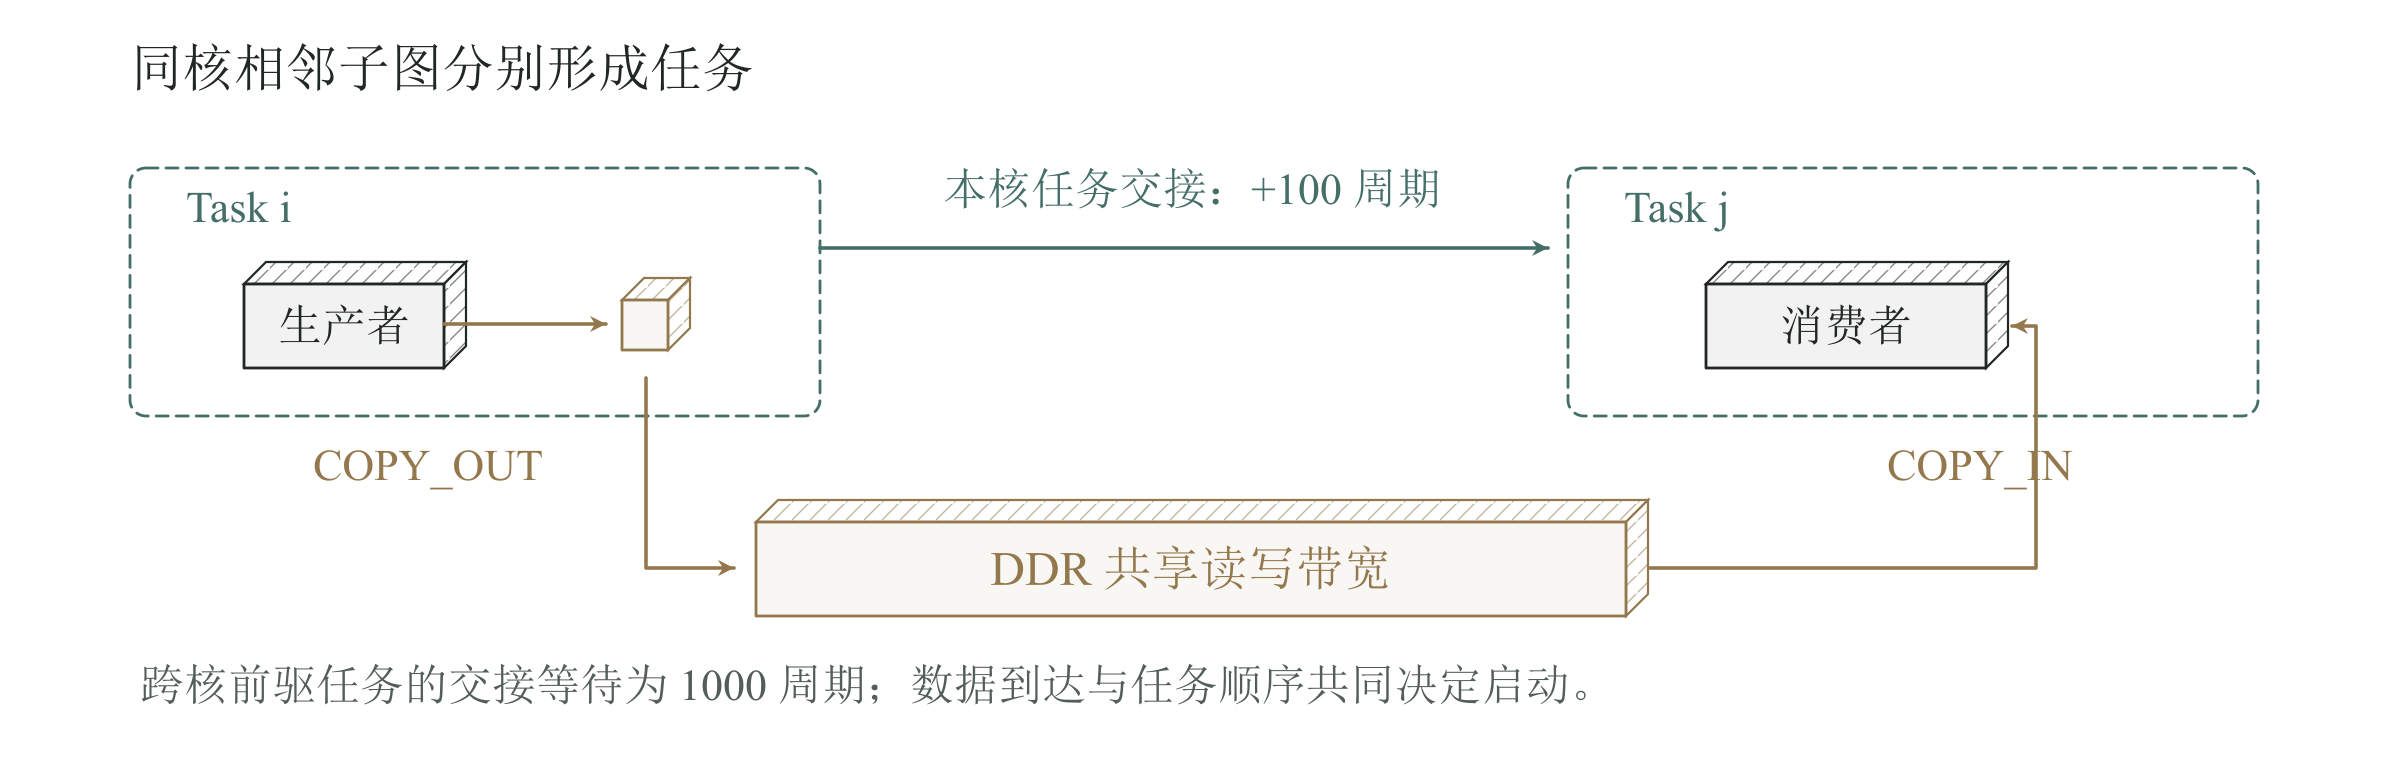 同核相邻子图分别形成任务
本核任务交接：+100 周期
Task i
Task j
生产者
消费者
COPY_OUT
COPY_IN
DDR 共享读写带宽
跨核前驱任务的交接等待为 1000 周期；数据到达与任务顺序共同决定启动。